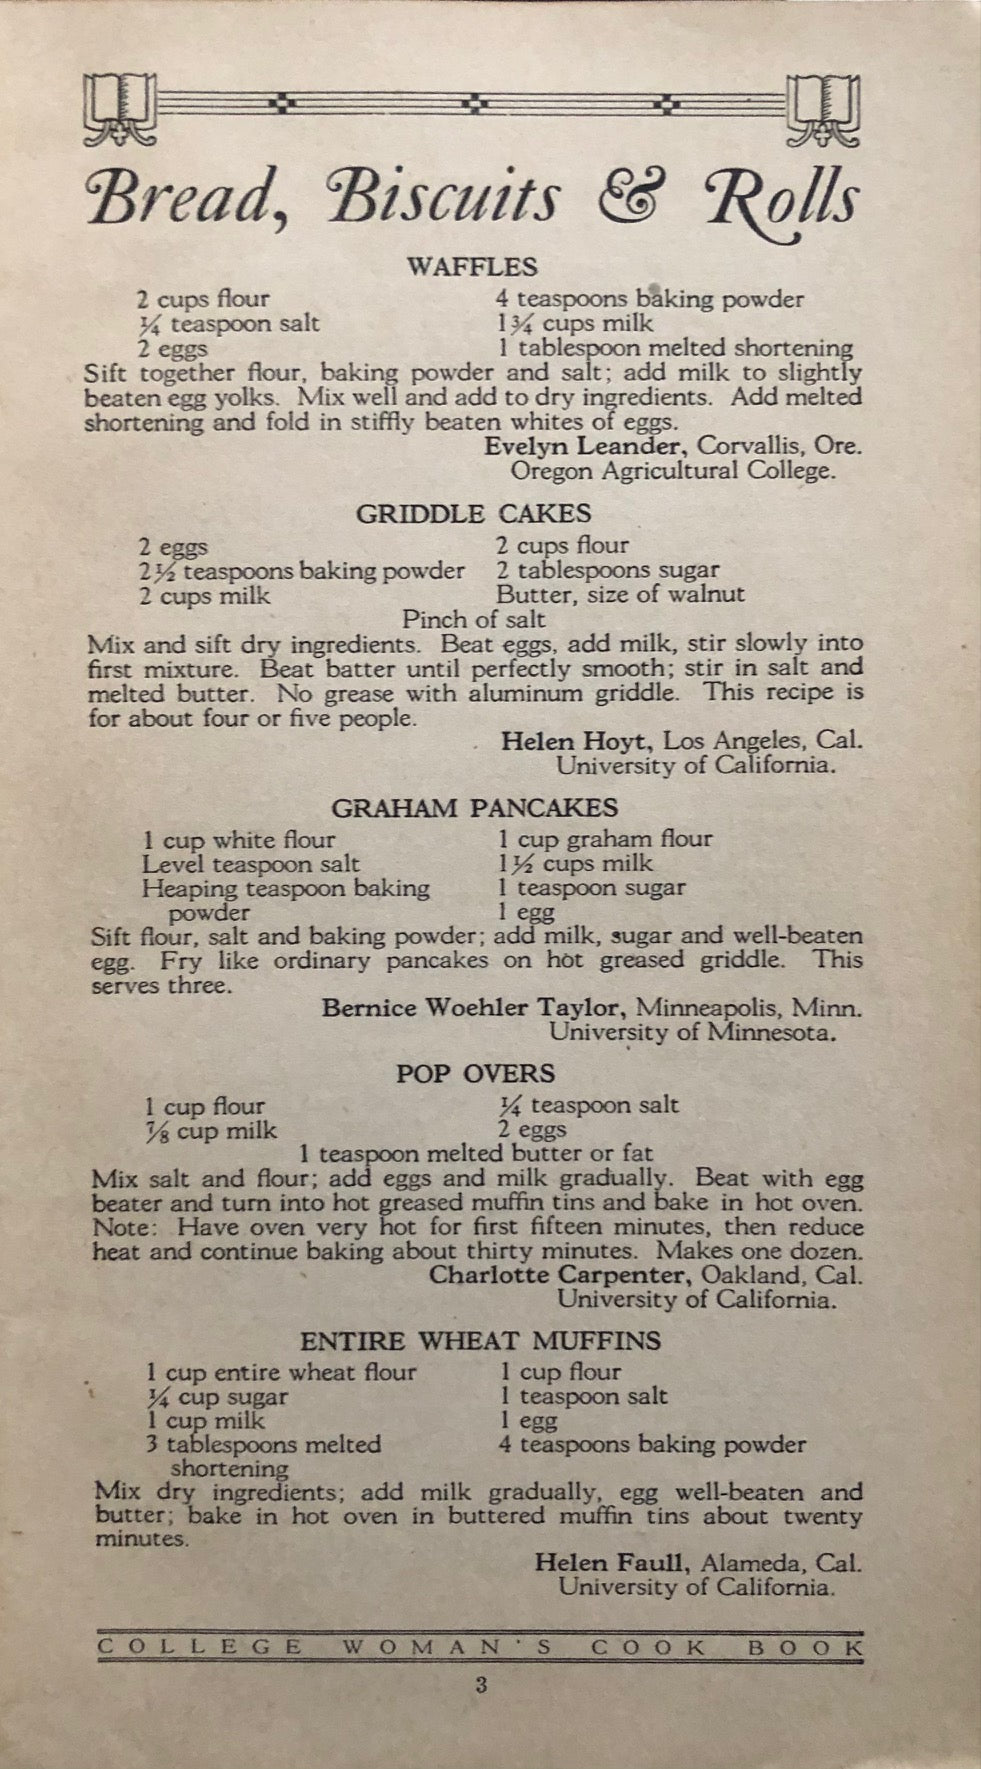 Bread, Biscuits & Rolls
WAFFLES
2 cups flour 4 teaspoons baking powder
¼ teaspoon salt 1¾ cups milk
2 eggs 1 tablespoon melted shortening
Sift together flour, baking powder and salt; add milk to slightly
beaten egg yolks. Mix well and add to dry ingredients. Add melted
shortening and fold in stiffly beaten whites of eggs.
Evelyn Leander, Corvallis, Ore.
Oregon Agricultural College.
GRIDDLE CAKES
2 eggs 2 cups flour
2½ teaspoons baking powder 2 tablespoons sugar
2 cups milk Butter, size of walnut
Pinch of salt
Mix and sift dry ingredients. Beat eggs, add milk, stir slowly into
first mixture. Beat batter until perfectly smooth; stir in salt and
melted butter. No grease with aluminum griddle. This recipe is
for about four or five people.
Helen Hoyt, Los Angeles, Cal.
University of California.
GRAHAM PANCAKES
1 cup white flour 1 cup graham flour
Level teaspoon salt 1½ cups milk
Heaping teaspoon baking 1 teaspoon sugar
powder 1 egg
Sift flour, salt and baking powder; add milk, sugar and well-beaten
egg. Fry like ordinary pancakes on hot greased griddle. This
serves three.
Bernice Woehler Taylor, Minneapolis, Minn.
University of Minnesota.
POP OVERS
1 cup flour ¼ teaspoon salt
⅞ cup milk 2 eggs
1 teaspoon melted butter or fat
Mix salt and flour; add eggs and milk gradually. Beat with egg
beater and turn into hot greased muffin tins and bake in hot oven.
Note: Have oven very hot for first fifteen minutes, then reduce
heat and continue baking about thirty minutes. Makes one dozen.
Charlotte Carpenter, Oakland, Cal.
University of California.
ENTIRE WHEAT MUFFINS
1 cup entire wheat flour 1 cup flour
¼ cup sugar 1 teaspoon salt
1 cup milk 1 egg
3 tablespoons melted 4 teaspoons baking powder
shortening
Mix dry ingredients; add milk gradually, egg well-beaten and
butter; bake in hot oven in buttered muffin tins about twenty
minutes.
Helen Faull, Alameda, Cal.
University of California.
COLLEGE WOMAN'S COOK BOOK
3